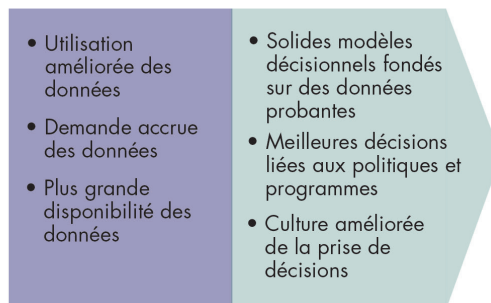 • Utilisation
améliorée des
données
• Demande accrue
des données
• Plus grande
disponibilité des
données
• Solides modèles
décisionnels fondés
sur des données
probantes
• Meilleures décisions
liées aux politiques et
programmes
• Culture améliorée
de la prise de
décisions